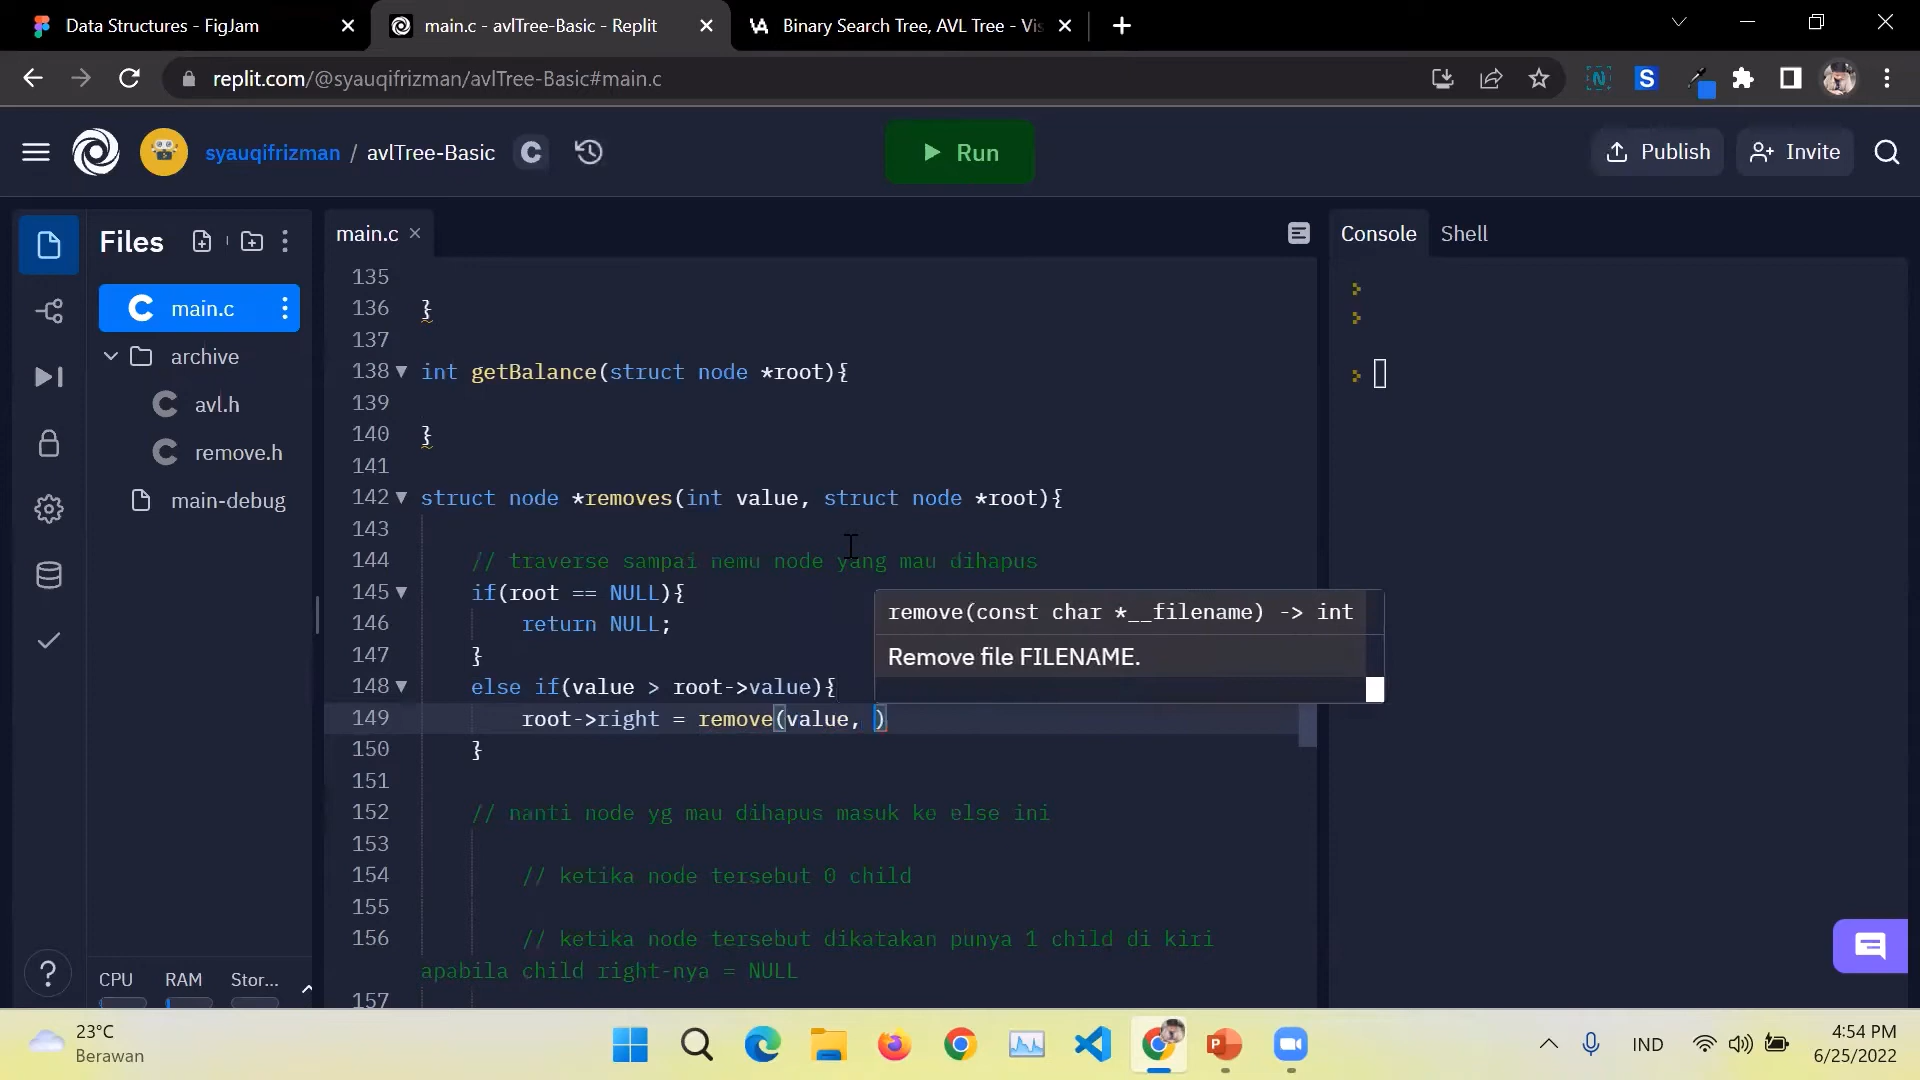 Data Structures - FigJam
main.c - avlTree-Basic - Replit
Binary Search Tree, AVL Tree - Vis
replit.com/@syauqifrizman/avlTree-Basic#main.c
syauqifrizman / avlTree-Basic
Run
Publish
Invite
Files
main.c
archive
avl.h
remove.h
main-debug
CPU RAM Stor...
main.c
135
136 }
137
138 int getBalance(struct node *root){
139
140 }
141
142 struct node *removes(int value, struct node *root){
143
144 // traverse sampai nemu node yang mau dihapus
145 if(root == NULL){
146 return NULL;
147 }
148 else if(value > root->value){
149 root->right = remove(value, )
150 }
151
152 // nanti node yg mau dihapus masuk ke else ini
153
154 // ketika node tersebut 0 child
155
156 // ketika node tersebut dikatakan punya 1 child di kiri
apabila child right-nya = NULL
157
remove(const char *__filename) -> int
Remove file FILENAME.
Console Shell
23°C
Berawan
IND
4:54 PM
6/25/2022